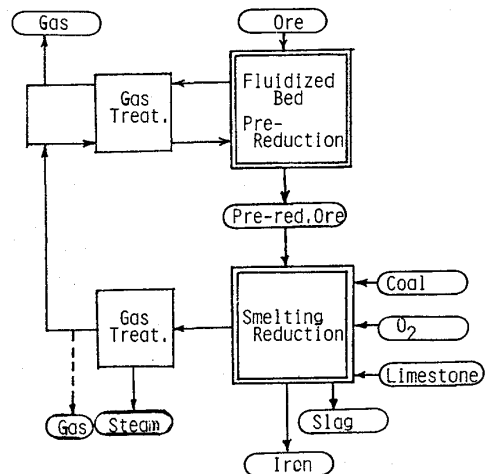 Gas
Ore
Gas
Treat.
Fluidized
Bed
Pre-
Reduction
Pre-red.Ore
Gas
Treat.
Smelting
Reduction
Coal
O2
Limestone
Gas
Steam
Slag
Iron